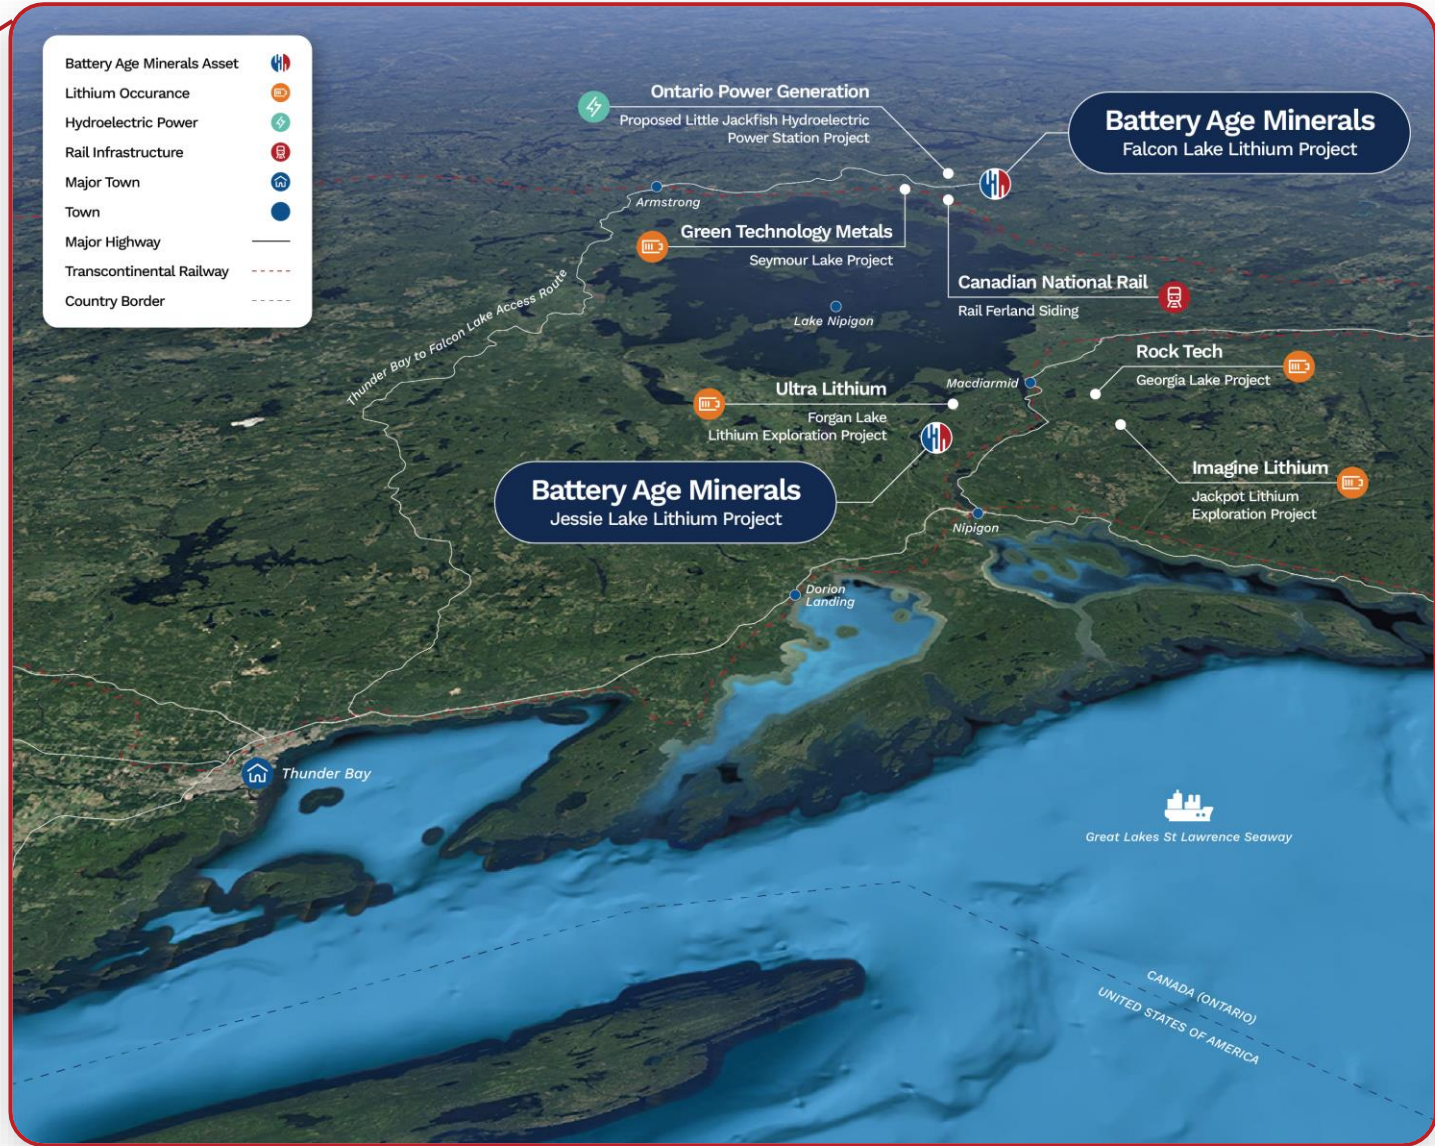 Battery Age Minerals Asset
Lithium Occurance
Hydroelectric Power
Rail Infrastructure
Major Town
Town
Major Highway
Transcontinental Railway
Country Border
Ontario Power Generation
Proposed Little Jackfish Hydroelectric
Power Station Project
Battery Age Minerals
Falcon Lake Lithium Project
Armstrong
Green Technology Metals
Seymour Lake Project
Canadian National Rail
Rail Ferland Siding
Lake Nipigon
Thunder Bay to Falcon Lake Access Route
Rock Tech
Georgia Lake Project
Macdiarmid
Ultra Lithium
Forgan Lake
Lithium Exploration Project
Imagine Lithium
Jackpot Lithium
Exploration Project
Battery Age Minerals
Jessie Lake Lithium Project
Nipigon
Dorion
Landing
Thunder Bay
Great Lakes St Lawrence Seaway
CANADA (ONTARIO)
UNITED STATES OF AMERICA